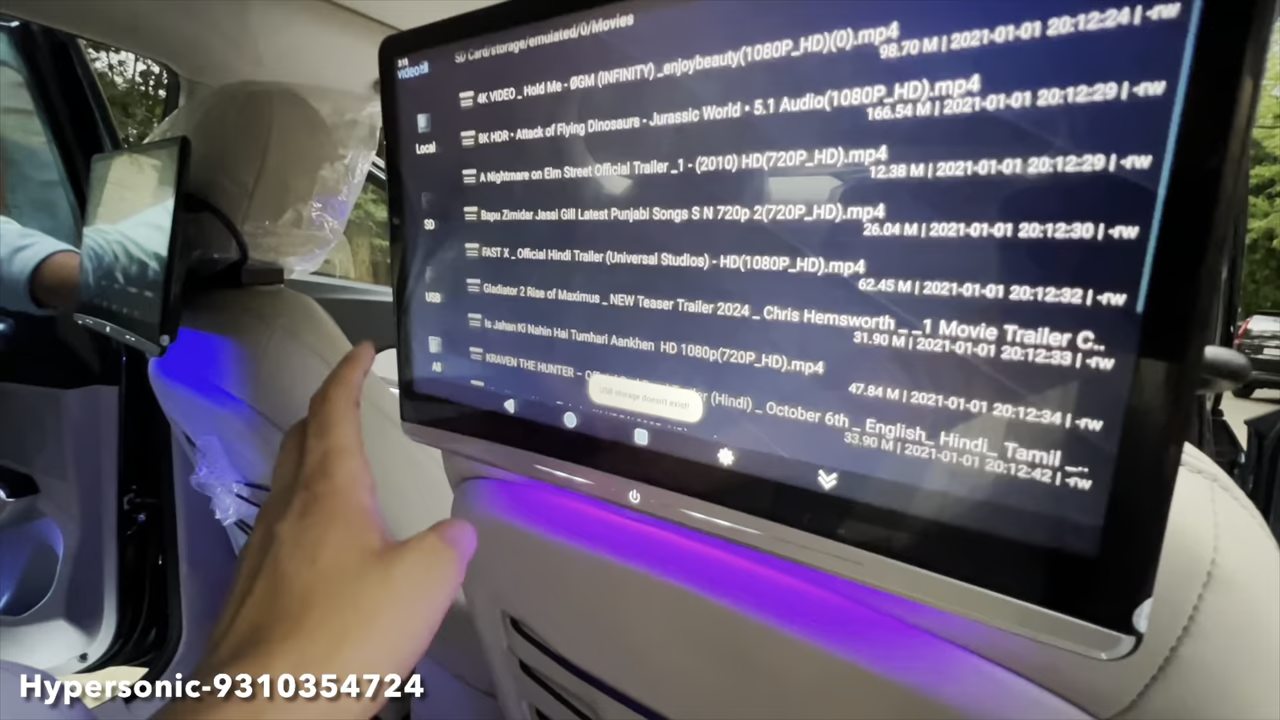 SD Card/storage/emulated/0/Movies
4K VIDEO _ Hold Me - ØGM (INFINITY) _enjoybeauty(1080P_HD)(0).mp4
98.70 M | 2021-01-01 20:12:24 | -rw
8K HDR • Attack of Flying Dinosaurs - Jurassic World • 5.1 Audio(1080P_HD).mp4
166.54 M | 2021-01-01 20:12:29 | -rw
Local
A Nightmare on Elm Street Official Trailer _1 - (2010) HD(720P_HD).mp4
12.38 M | 2021-01-01 20:12:29 | -rw
SD
Bapu Zimidar Jassi Gill Latest Punjabi Songs S N 720p 2(720P_HD).mp4
26.04 M | 2021-01-01 20:12:30 | -rw
USB
FAST X _ Official Hindi Trailer (Universal Studios) - HD(1080P_HD).mp4
62.45 M | 2021-01-01 20:12:32 | -rw
All
Gladiator 2 Rise of Maximus _ NEW Teaser Trailer 2024 _ Chris Hemsworth _ _1 Movie Trailer C..
31.90 M | 2021-01-01 20:12:33 | -rw
Is Jahan Ki Nahin Hai Tumhari Aankhen HD 1080p(720P_HD).mp4
47.84 M | 2021-01-01 20:12:34 | -rw
KRAVEN THE HUNTER – (Hindi) _ October 6th _ English_ Hindi_ Tamil _..
33.90 M | 2021-01-01 20:12:42 | -rw
USB storage doesn't exist!
Hypersonic-9310354724